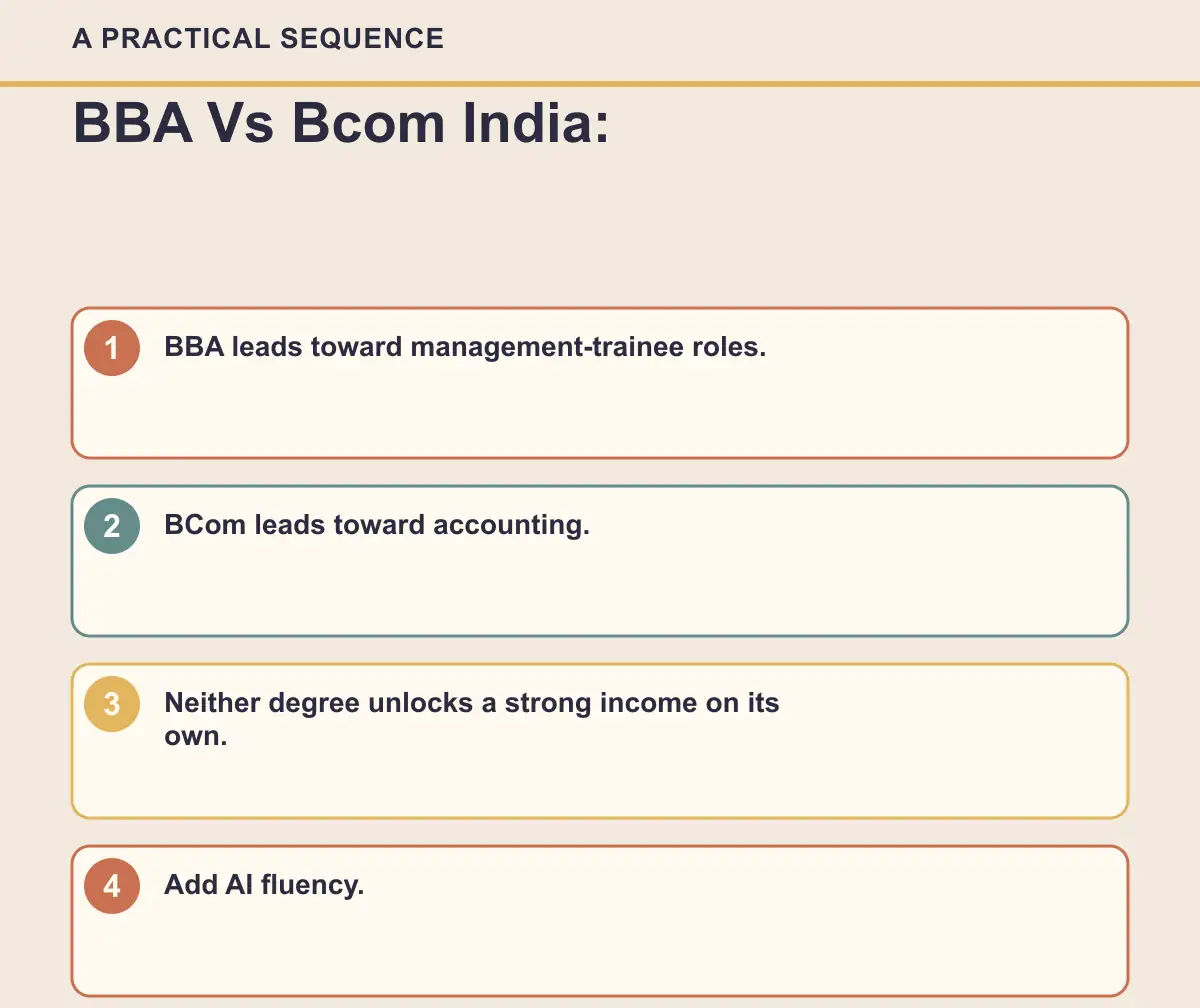 A PRACTICAL SEQUENCE
BBA Vs Bcom India:
1
BBA leads toward management-trainee roles.
2
BCom leads toward accounting.
3
Neither degree unlocks a strong income on its
own.
4
Add AI fluency.